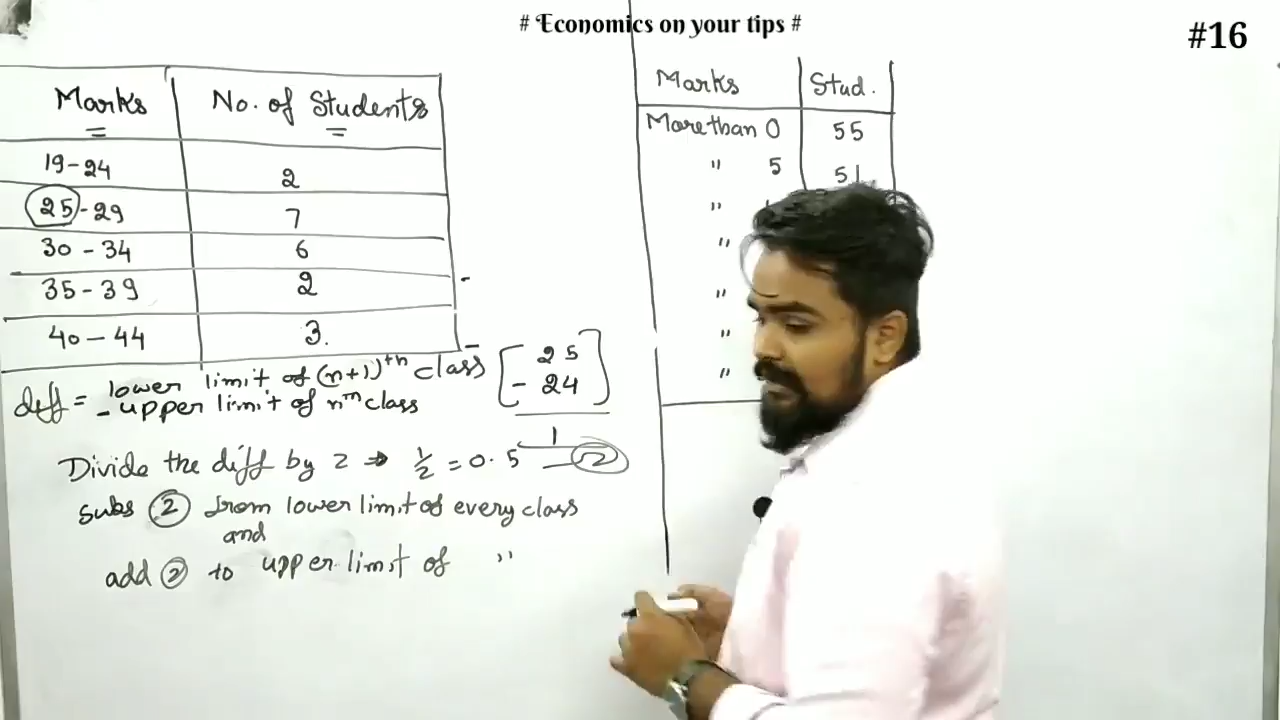 # Economics on your tips #
#16
Marks No. of Students
19-24 2
25-29 7
30-34 6
35-39 2
40-44 3.
diff = lower limit of (n+1)th class
- upper limit of nth class
25
- 24
1
Divide the diff by 2 → 1/2 = 0.5 — 2
subs 2 from lower limit of every class
and
add 2 to upper limit of "
Marks Stud.
More than 0 55
" 5 51
"
"
"
"
"